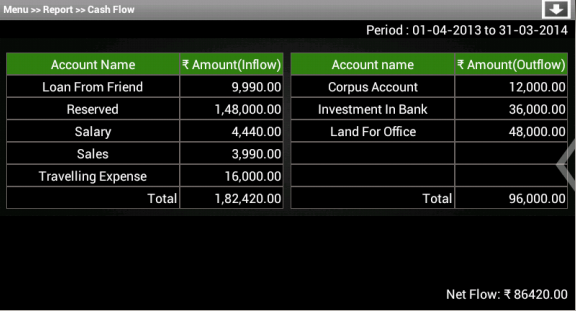 Menu >> Report >> Cash Flow
Period : 01-04-2013 to 31-03-2014
Account Name ₹ Amount(Inflow) Account name ₹ Amount(Outflow)
Loan From Friend 9,990.00 Corpus Account 12,000.00
Reserved 1,48,000.00 Investment In Bank 36,000.00
Salary 4,440.00 Land For Office 48,000.00
Sales 3,990.00
Travelling Expense 16,000.00
Total 1,82,420.00 Total 96,000.00
Net Flow: ₹ 86420.00